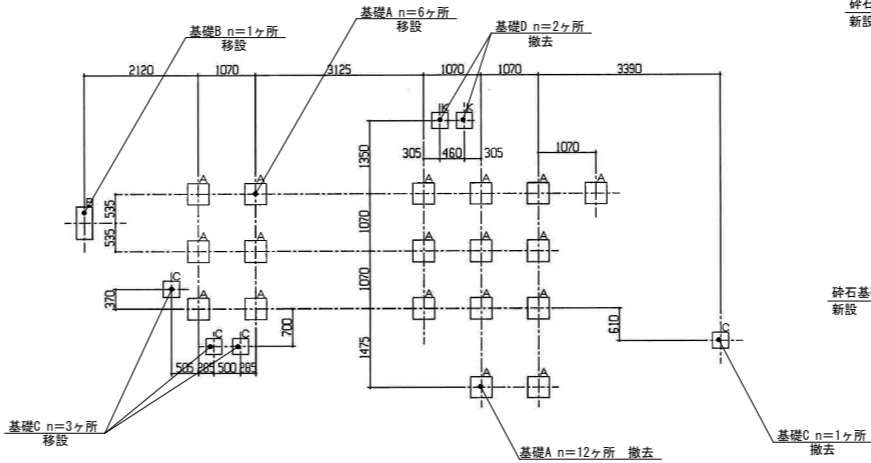 基礎A n=6ヶ所
移設
基礎B n=1ヶ所
移設
基礎D n=2ヶ所
撤去
砕石
新設
2120
1070
3125
1070
1070
3390
K
K
1350
305
460
305
1070
A
A
A
A
A
A
B
535
535
1070
A
A
A
A
A
C
370
1070
A
A
A
A
A
700
610
C
C
C
1475
505
285
500
285
A
A
基礎C n=3ヶ所
移設
基礎A n=12ヶ所 撤去
基礎C n=1ヶ所
撤去
砕石基
新設